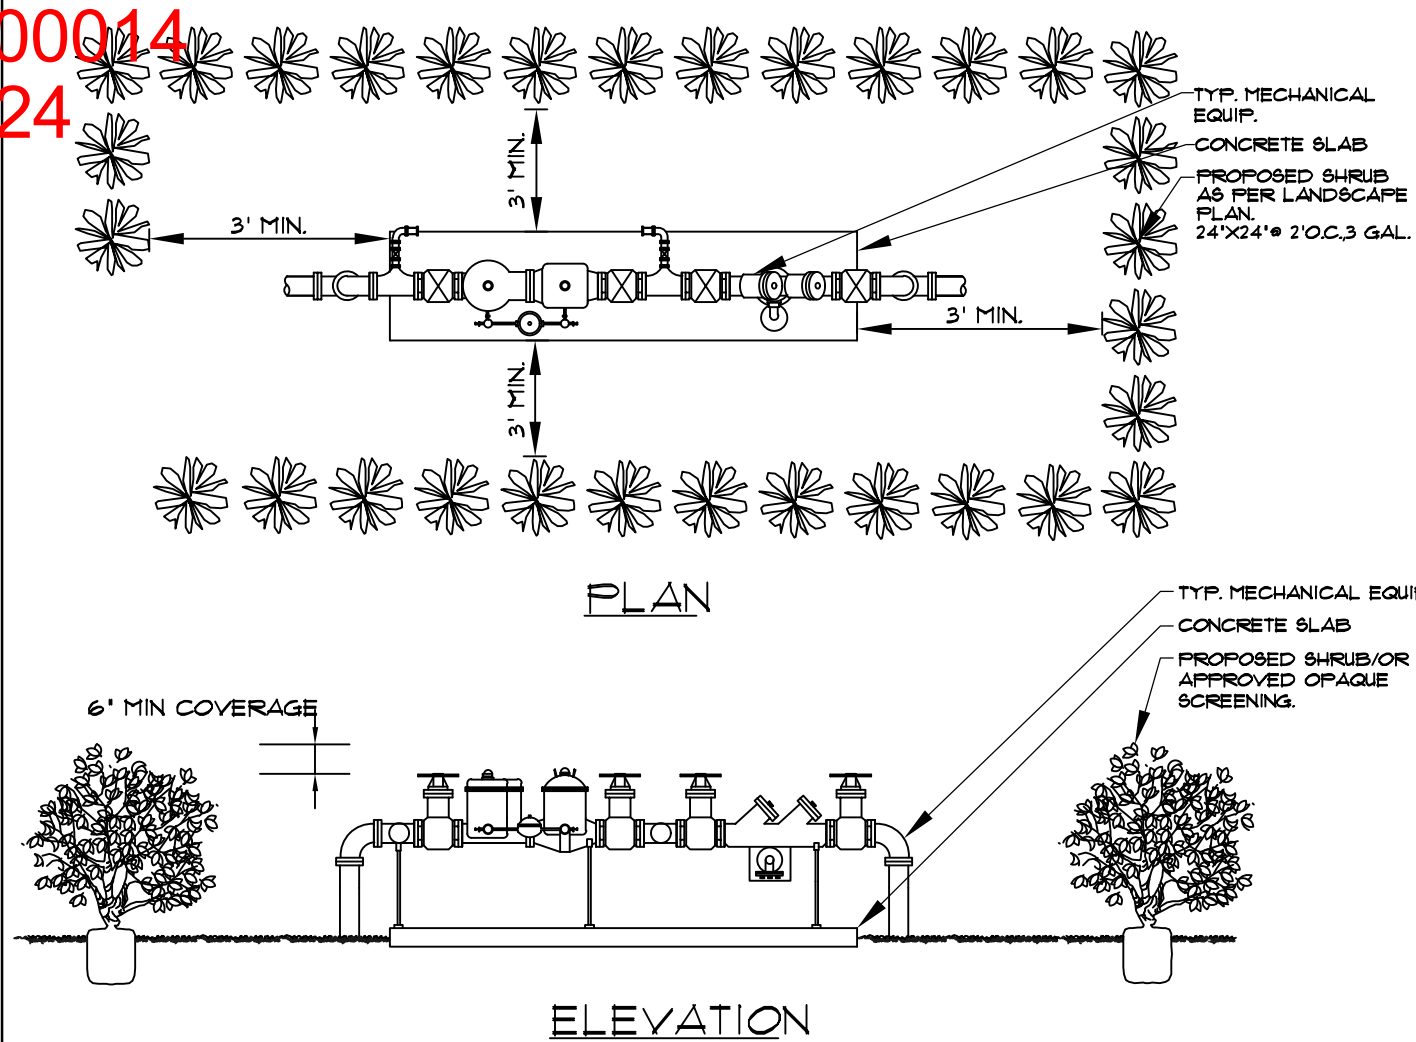 00014
24
TYP. MECHANICAL
EQUIP.
CONCRETE SLAB
PROPOSED SHRUB
AS PER LANDSCAPE
PLAN.
24"X24"@ 2'O.C.,3 GAL.
3' MIN.
3' MIN.
3' MIN.
3' MIN.
PLAN
TYP. MECHANICAL EQUI
CONCRETE SLAB
PROPOSED SHRUB/OR
APPROVED OPAQUE
SCREENING.
6" MIN COVERAGE
ELEVATION